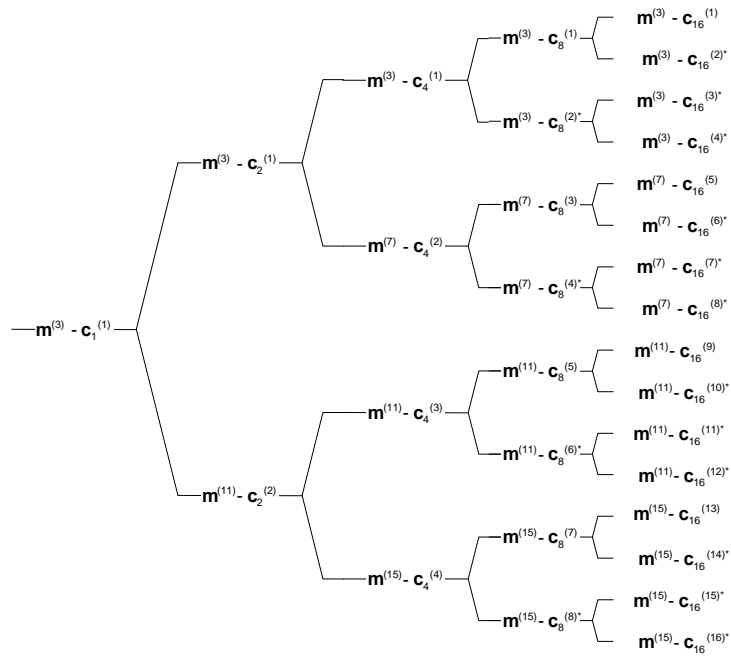 m(3) - c16(1)
m(3) - c8(1)
m(3) - c16(2)*
m(3) - c4(1)
m(3) - c16(3)*
m(3) - c8(2)*
m(3) - c16(4)*
m(3) - c2(1)
m(7) - c16(5)
m(7) - c8(3)
m(7) - c16(6)*
m(7) - c4(2)
m(7) - c16(7)*
m(7) - c8(4)*
m(7) - c16(8)*
m(3) - c1(1)
m(11) - c16(9)
m(11) - c8(5)
m(11) - c16(10)*
m(11) - c4(3)
m(11) - c16(11)*
m(11) - c8(6)*
m(11) - c16(12)*
m(11) - c2(2)
m(15) - c16(13)
m(15) - c8(7)
m(15) - c16(14)*
m(15) - c4(4)
m(15) - c16(15)*
m(15) - c8(8)*
m(15) - c16(16)*